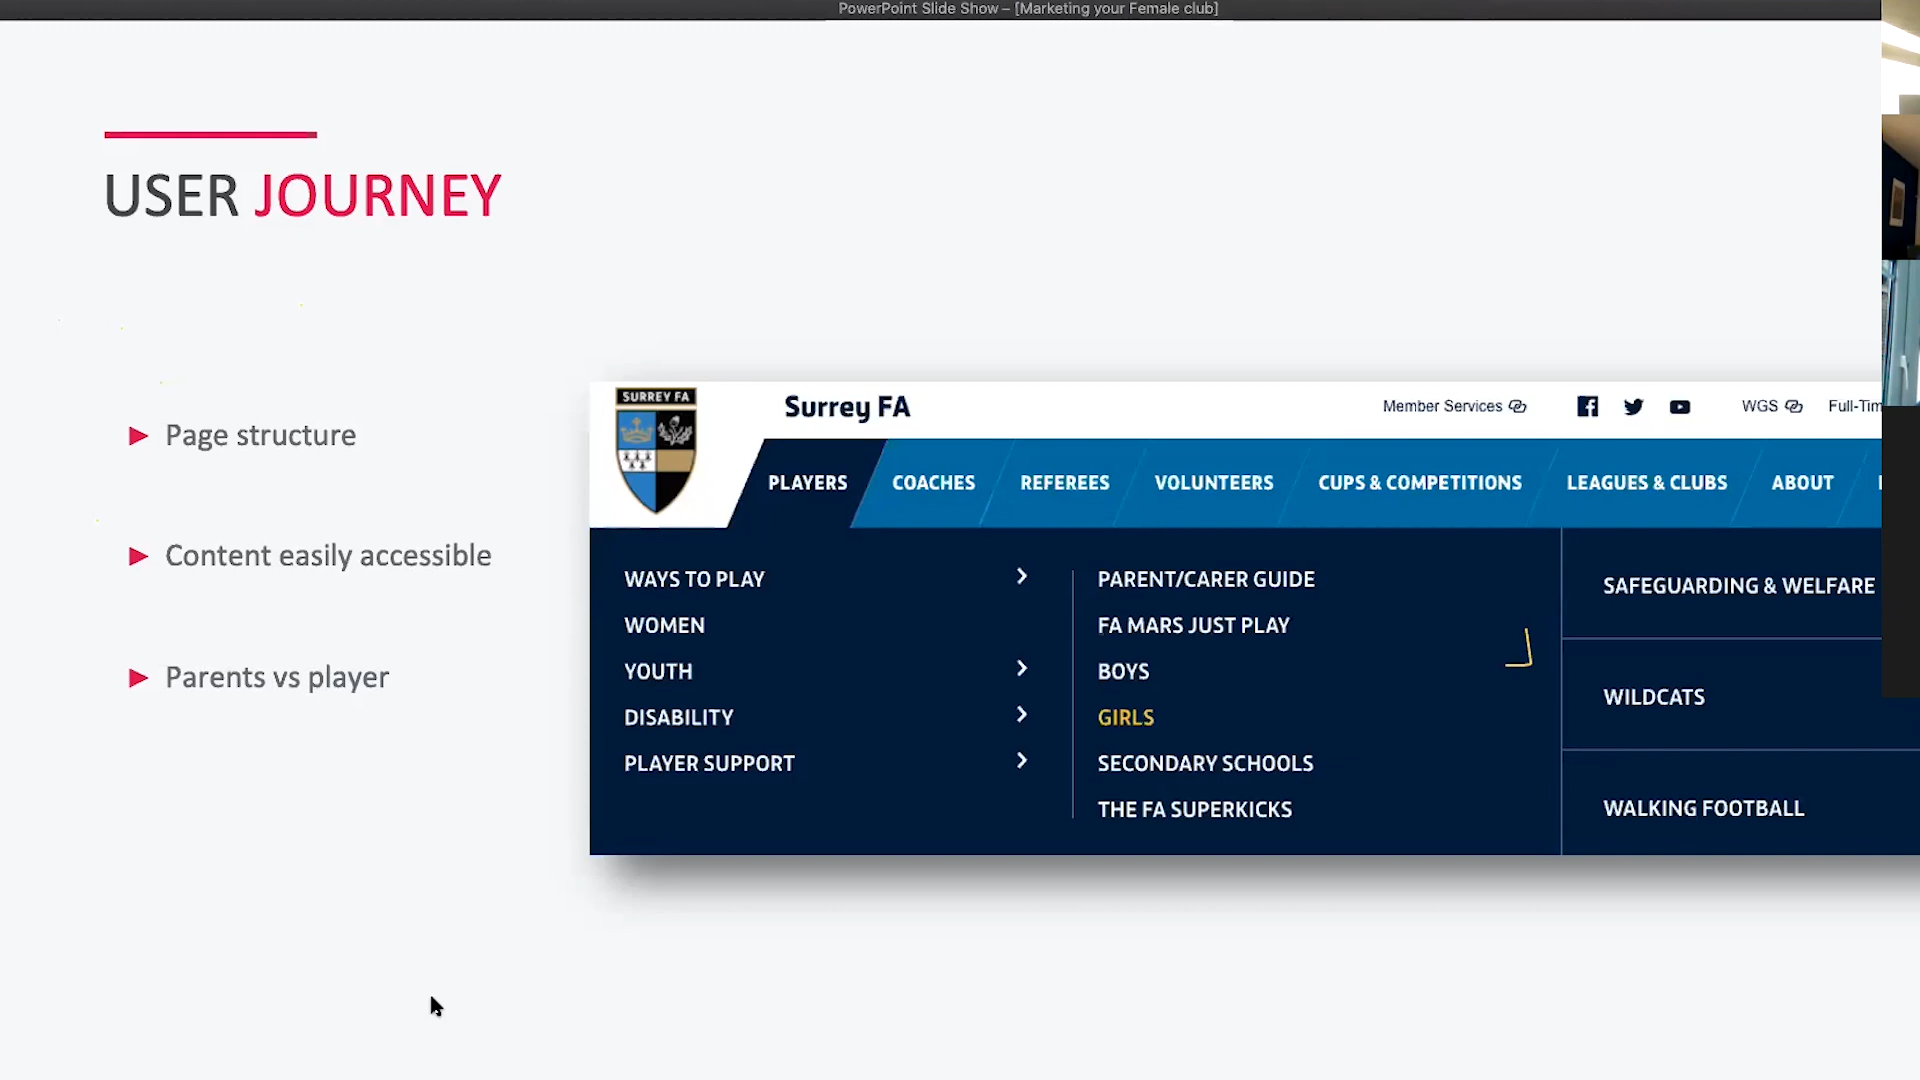 PowerPoint Slide Show – [Marketing your Female club]
USER JOURNEY
Page structure
Content easily accessible
Parents vs player
SURREY FA
Surrey FA
Member Services
WGS
Full-Tim
PLAYERS
COACHES
REFEREES
VOLUNTEERS
CUPS & COMPETITIONS
LEAGUES & CLUBS
ABOUT
WAYS TO PLAY
WOMEN
YOUTH
DISABILITY
PLAYER SUPPORT
PARENT/CARER GUIDE
FA MARS JUST PLAY
BOYS
GIRLS
SECONDARY SCHOOLS
THE FA SUPERKICKS
SAFEGUARDING & WELFARE
WILDCATS
WALKING FOOTBALL